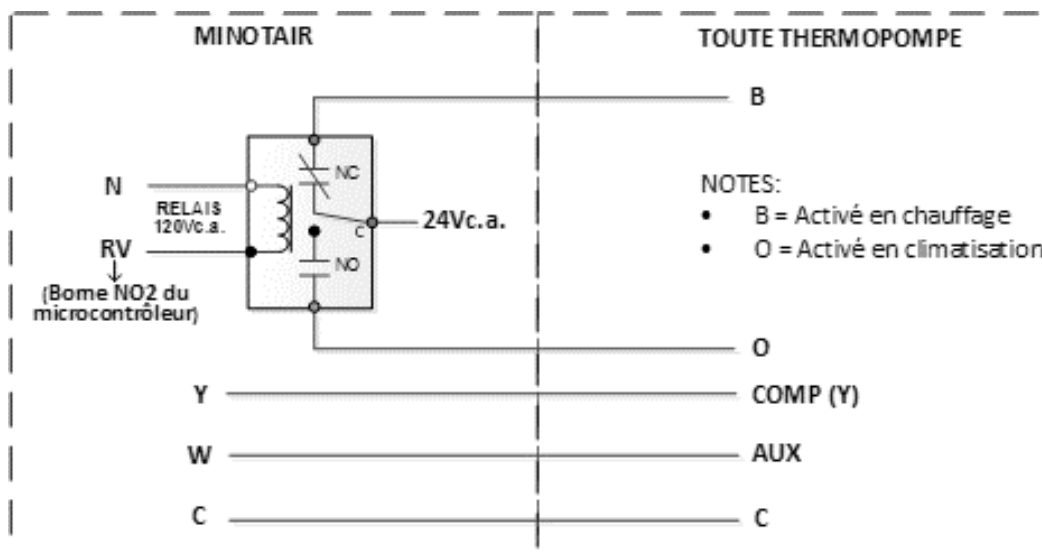 MINOTAIR
TOUTE THERMOPOMPE
B
NC
N
RELAIS
120Vc.a.
24Vc.a.
C
RV
NO
(Borne NO2 du
microcontrôleur)
NOTES:
• B = Activé en chauffage
• O = Activé en climatisation
O
Y
COMP (Y)
W
AUX
C
C